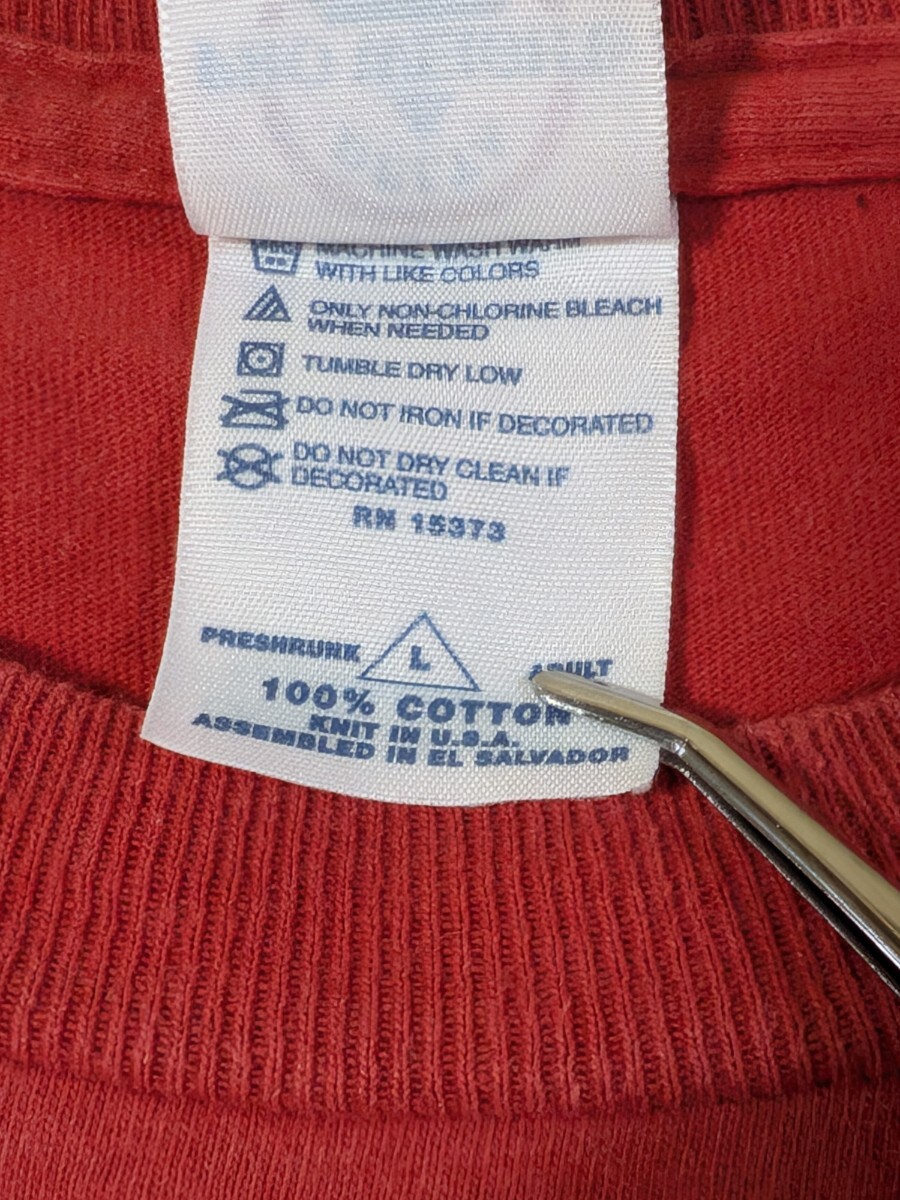 MACHINE WASH WARM
WITH LIKE COLORS
ONLY NON-CHLORINE BLEACH
WHEN NEEDED
TUMBLE DRY LOW
DO NOT IRON IF DECORATED
DO NOT DRY CLEAN IF
DECORATED
RN 15373
PRESHRUNK L ADULT
100% COTTON
KNIT IN U.S.A.
ASSEMBLED IN EL SALVADOR